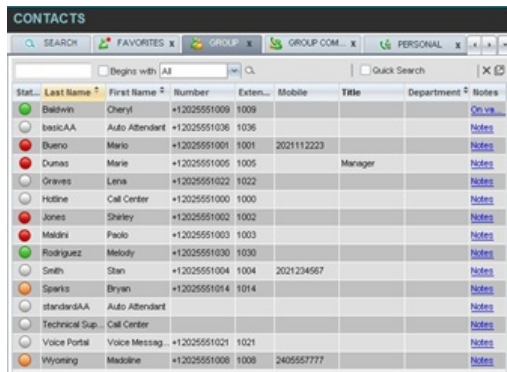 CONTACTS
SEARCH FAVORITES x GROUP x GROUP COM... x PERSONAL x
Begins with All Quick Search
Stat... Last Name First Name Number Exten... Mobile Title Department Notes
Baldwin Cheryl +12025551009 1009 On va...
basicAA Auto Attendant +12025551036 1036 Notes
Bueno Mario +12025551001 1001 2021112223 Notes
Dumas Marie +12025551005 1005 Manager Notes
Graves Lena +12025551022 1022 Notes
Hotline Call Center +12025551000 1000 Notes
Jones Shirley +12025551002 1002 Notes
Maldini Paolo +12025551003 1003 Notes
Rodriguez Melody +12025551030 1030 Notes
Smith Stan +12025551004 1004 2021234567 Notes
Sparks Bryan +12025551014 1014 Notes
standardAA Auto Attendant Notes
Technical Sup... Call Center Notes
Voice Portal Voice Messag... +12025551021 1021 Notes
Wyoming Madoline +12025551008 1008 2405557777 Notes